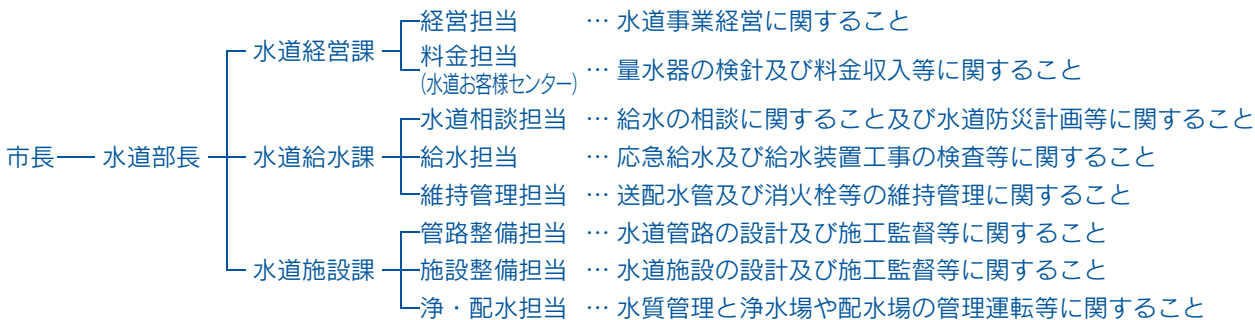 経営担当 … 水道事業経営に関すること
水道経営課
料金担当
(水道お客様センター) … 量水器の検針及び料金収入等に関すること
水道相談担当 … 給水の相談に関すること及び水道防災計画等に関すること
市長 水道部長 水道給水課 給水担当 … 応急給水及び給水装置工事の検査等に関すること
維持管理担当 … 送配水管及び消火栓等の維持管理に関すること
管路整備担当 … 水道管路の設計及び施工監督等に関すること
水道施設課 施設整備担当 … 水道施設の設計及び施工監督等に関すること
浄・配水担当 … 水質管理と浄水場や配水場の管理運転等に関すること